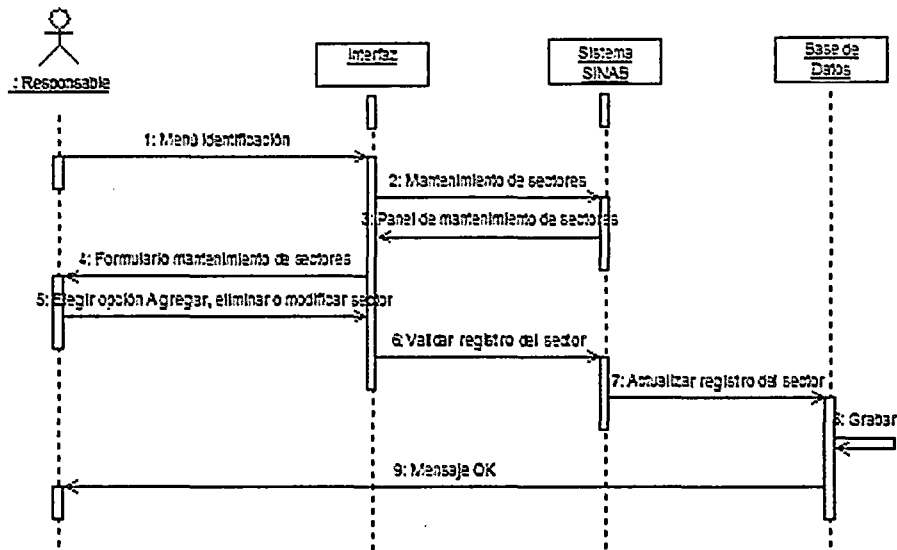 : Responsable
Interfaz
Sistema
SINAB
Base de
Datos
1: Menú identificación
2: Mantenimiento de sectores
3: Panel de mantenimiento de sectores
4: Formulario mantenimiento de sectores
5: Elegir opción Agregar, eliminar o modificar sector
6: Validar registro del sector
7: Actualizar registro del sector
8: Grabar
9: Mensaje OK